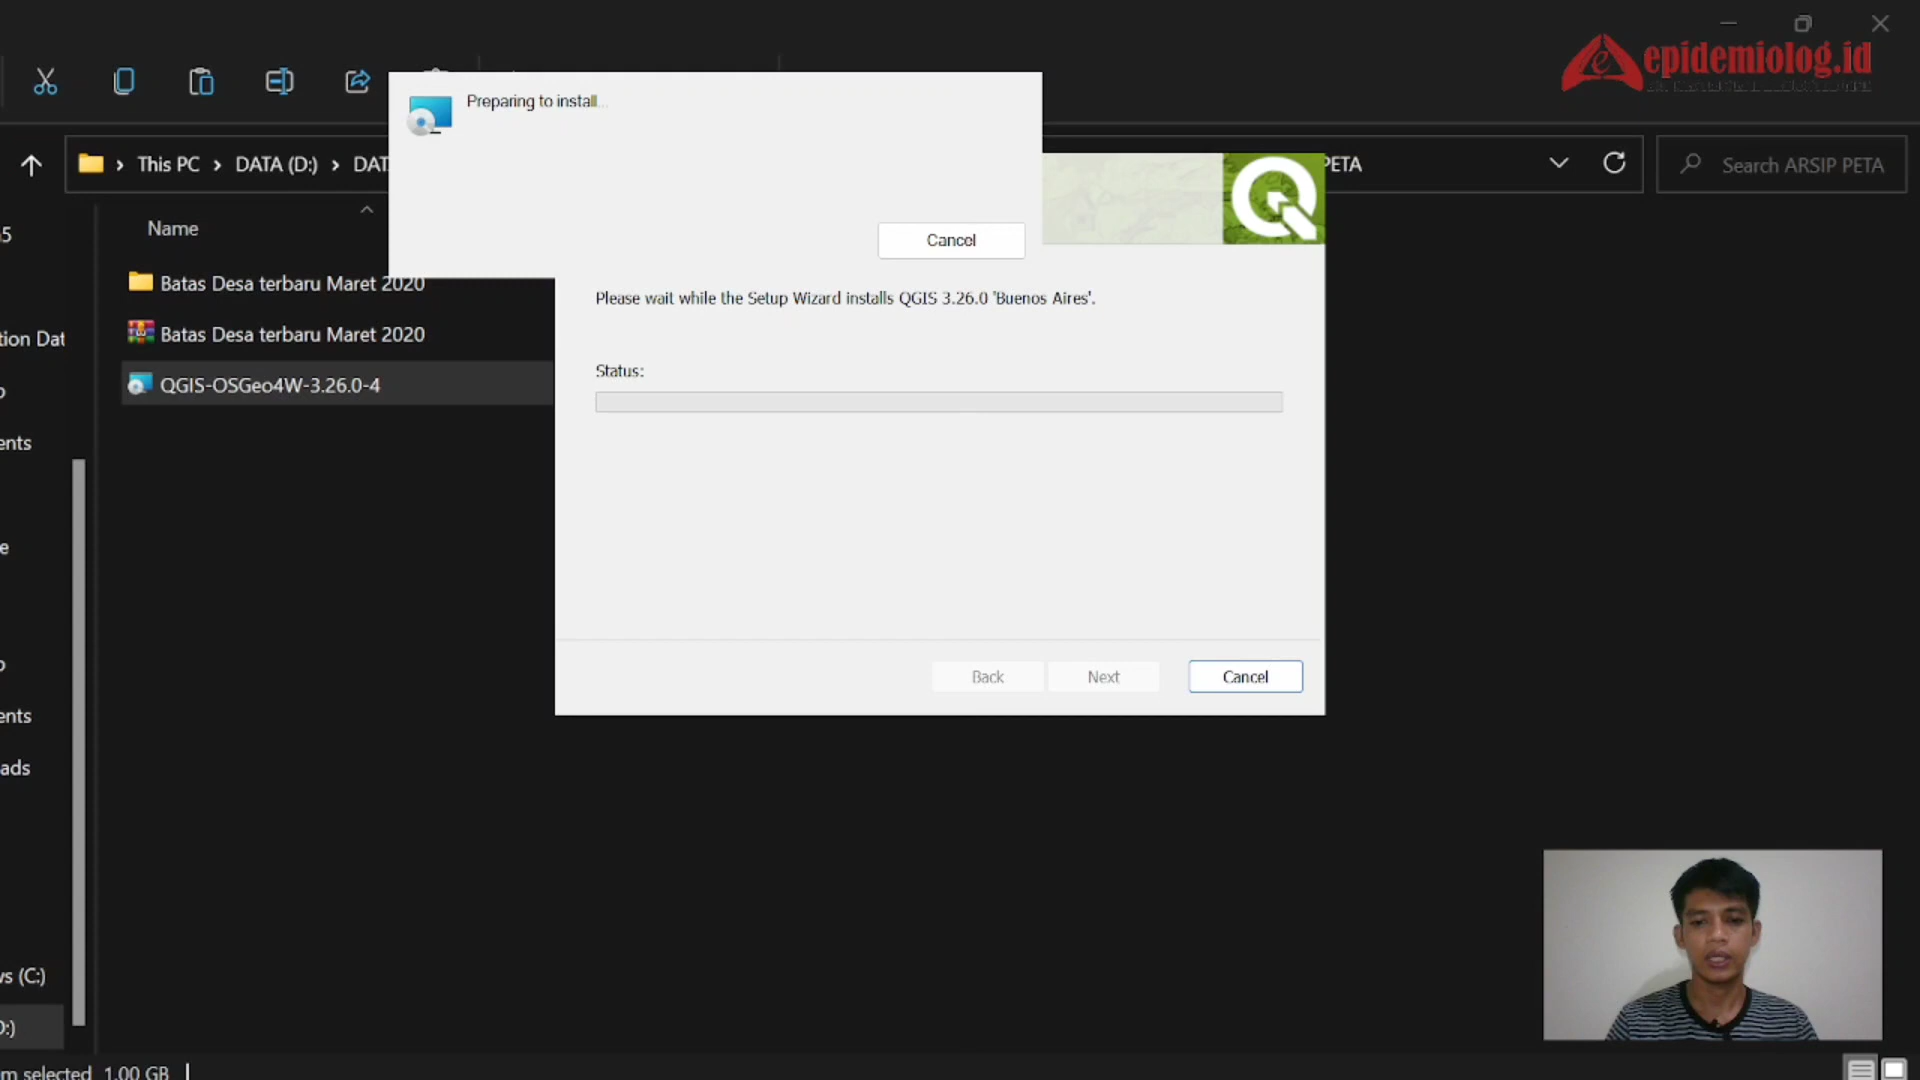 epidemiolog.id
Preparing to install...
This PC > DATA (D:) > DAT
PETA
Search ARSIP PETA
Cancel
Name
Batas Desa terbaru Maret 2020
Batas Desa terbaru Maret 2020
QGIS-OSGeo4W-3.26.0-4
Please wait while the Setup Wizard installs QGIS 3.26.0 'Buenos Aires'.
Status:
Back
Next
Cancel
5
tion Dat
ents
e
ents
ads
s (C:)
D:)
m selected 1.00 GB